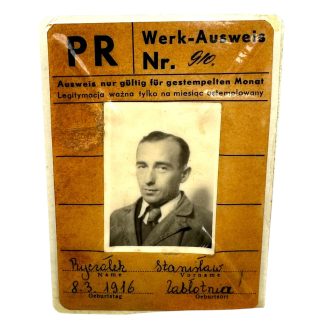 PR
Werk-Ausweis
Nr. 910.
Ausweis nur gültig für gestempelten Monat
Legitymacja ważna tylko na miesiąc ostemplowany
Ryczałek Stanisław
Name Vorname
8.3.1916 Zabłotnia
Geburtstag Geburtsort